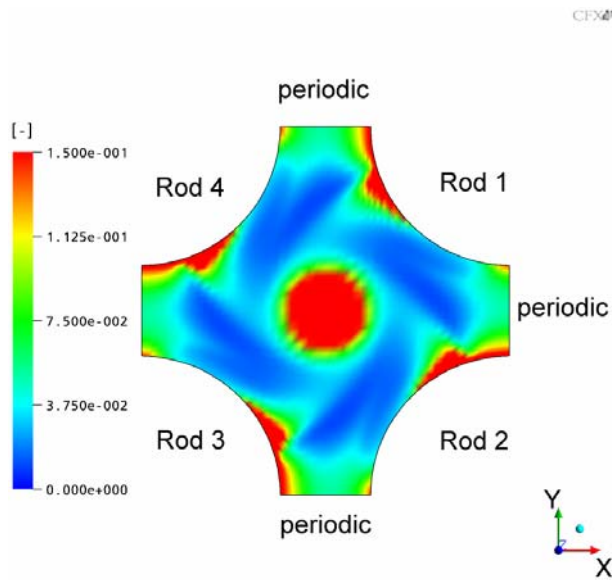 CFX
periodic
[-]
1.500e-001
Rod 4
Rod 1
1.125e-001
7.500e-002
periodic
3.750e-002
Rod 3
Rod 2
0.000e+000
periodic
Y
Z
X